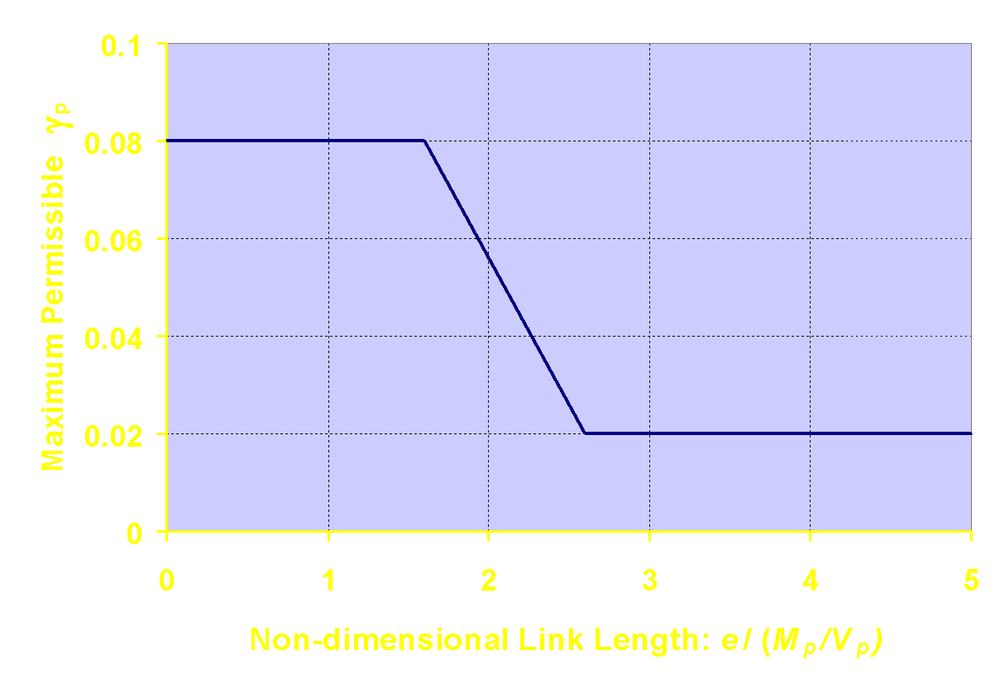 0.1
0.08
0.06
0.04
0.02
0
Maximum Permissible γp
0 1 2 3 4 5
Non-dimensional Link Length: e/ (Mp/Vp)